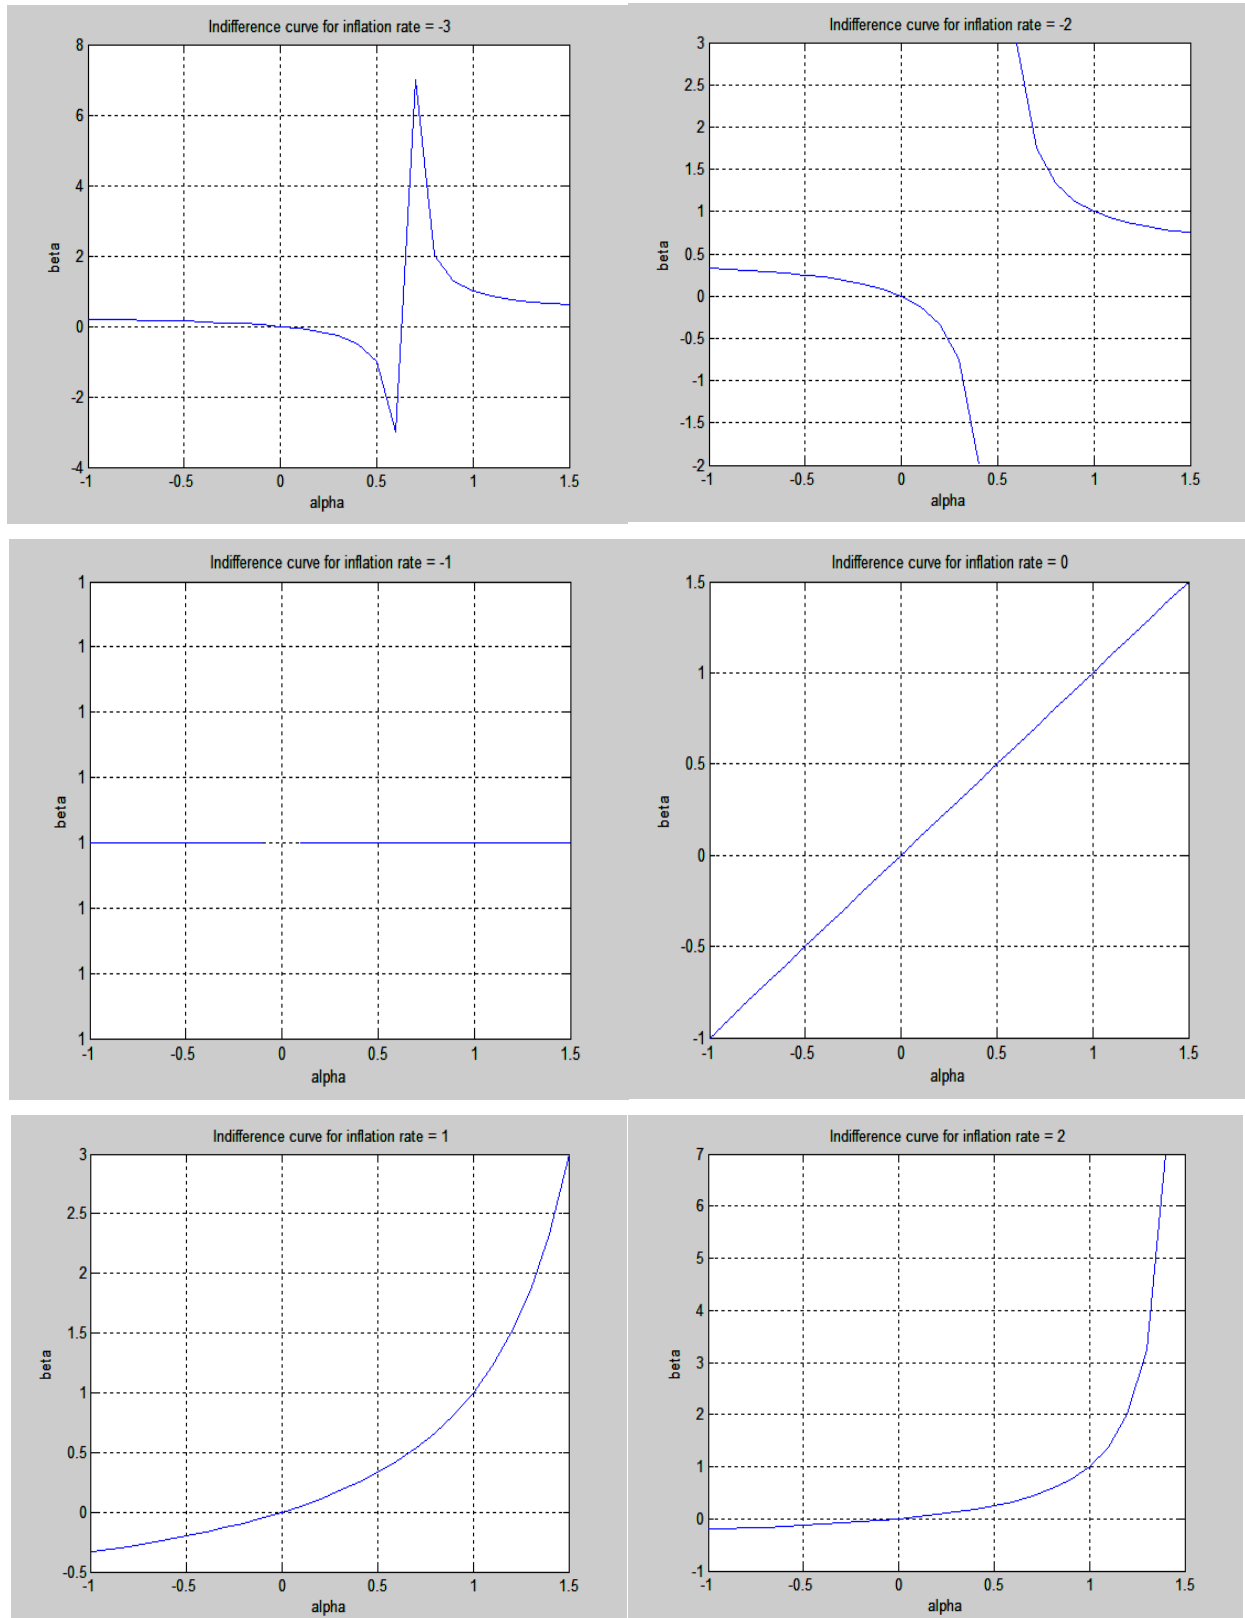 Indifference curve for inflation rate = -3
8
6
4
2
0
-2
-4
beta
-1 -0.5 0 0.5 1 1.5
alpha
Indifference curve for inflation rate = -2
3
2.5
2
1.5
1
0.5
0
-0.5
-1
-1.5
-2
beta
-1 -0.5 0 0.5 1 1.5
alpha
Indifference curve for inflation rate = -1
1
1
1
1
1
1
1
1
beta
-1 -0.5 0 0.5 1 1.5
alpha
Indifference curve for inflation rate = 0
1.5
1
0.5
0
-0.5
-1
beta
-1 -0.5 0 0.5 1 1.5
alpha
Indifference curve for inflation rate = 1
3
2.5
2
1.5
1
0.5
0
-0.5
beta
-1 -0.5 0 0.5 1 1.5
alpha
Indifference curve for inflation rate = 2
7
6
5
4
3
2
1
0
-1
beta
-1 -0.5 0 0.5 1 1.5
alpha